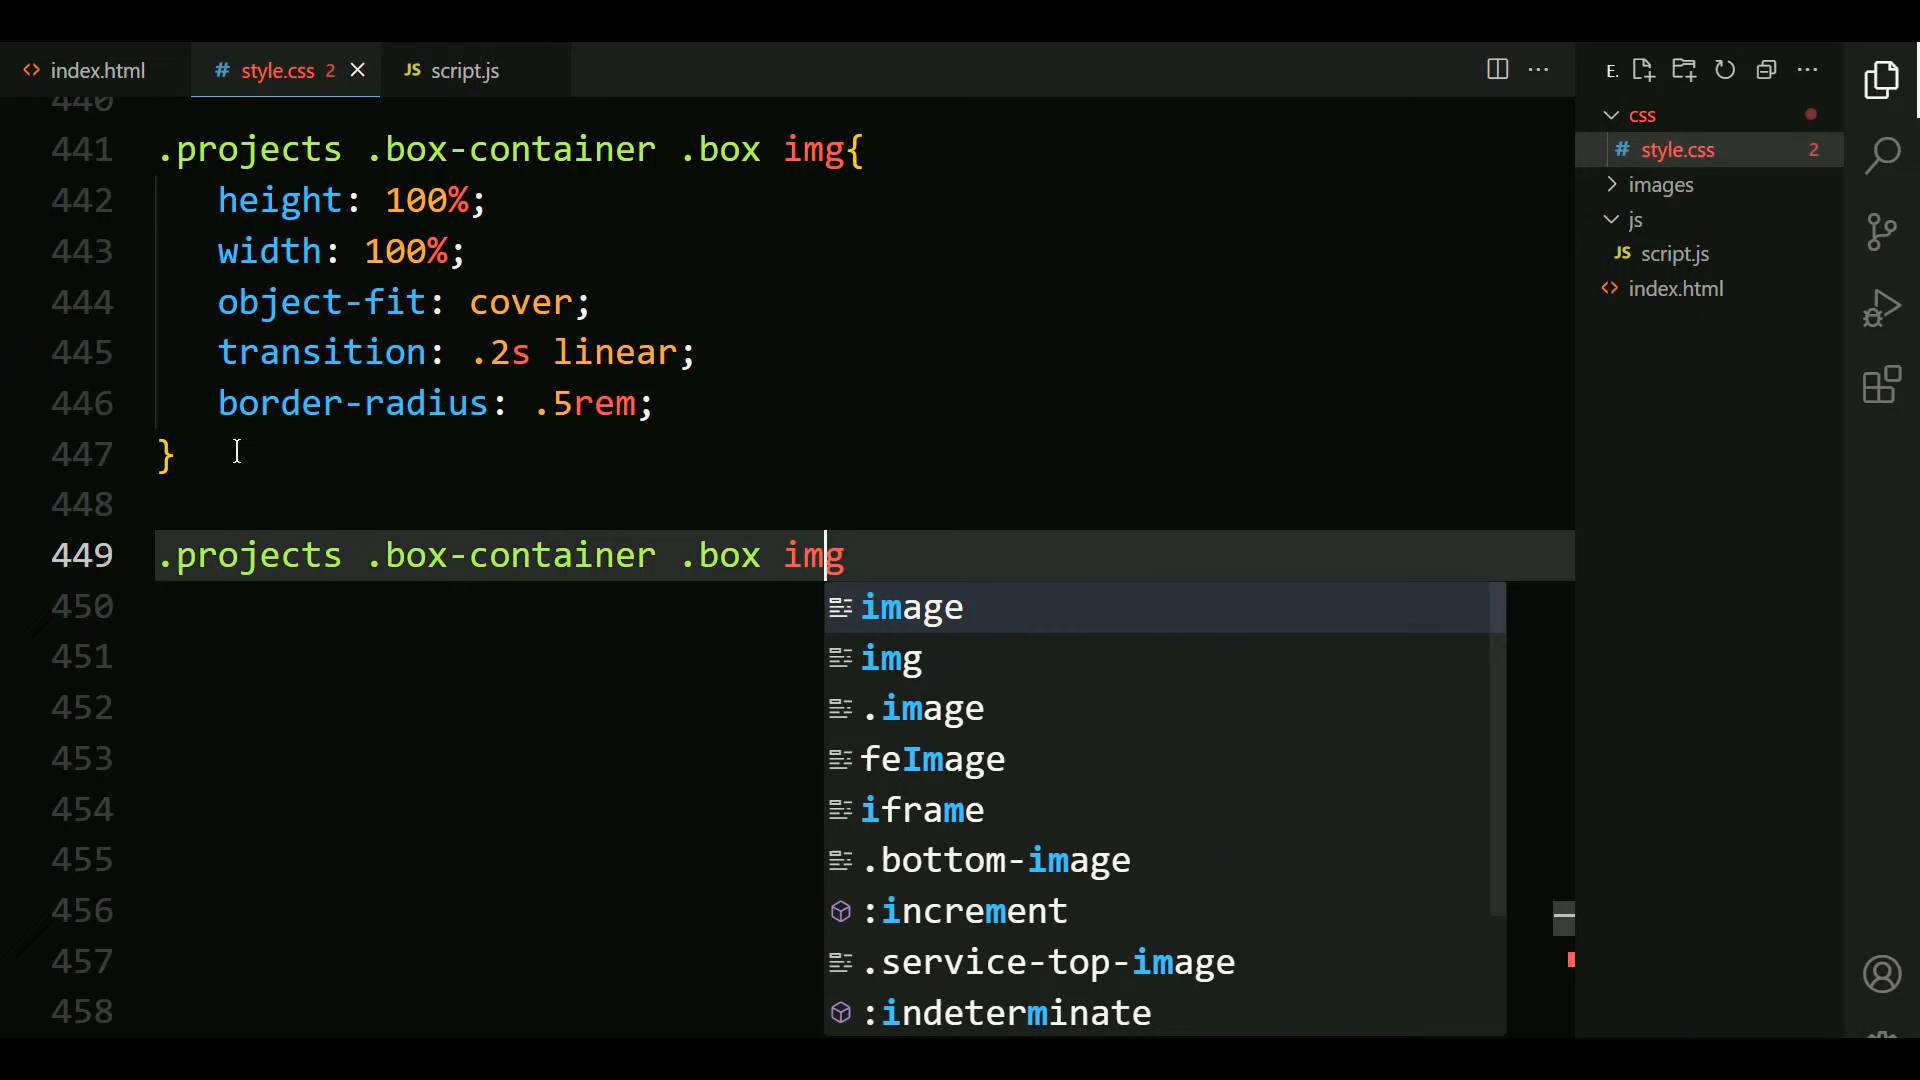 index.html
# style.css 2
JS script.js
E.
440
441 .projects .box-container .box img{
442 height: 100%;
443 width: 100%;
444 object-fit: cover;
445 transition: .2s linear;
446 border-radius: .5rem;
447 }
448
449 .projects .box-container .box img
450
451
452
453
454
455
456
457
458
image
img
.image
feImage
iframe
.bottom-image
:increment
.service-top-image
:indeterminate
css
# style.css 2
images
js
JS script.js
index.html